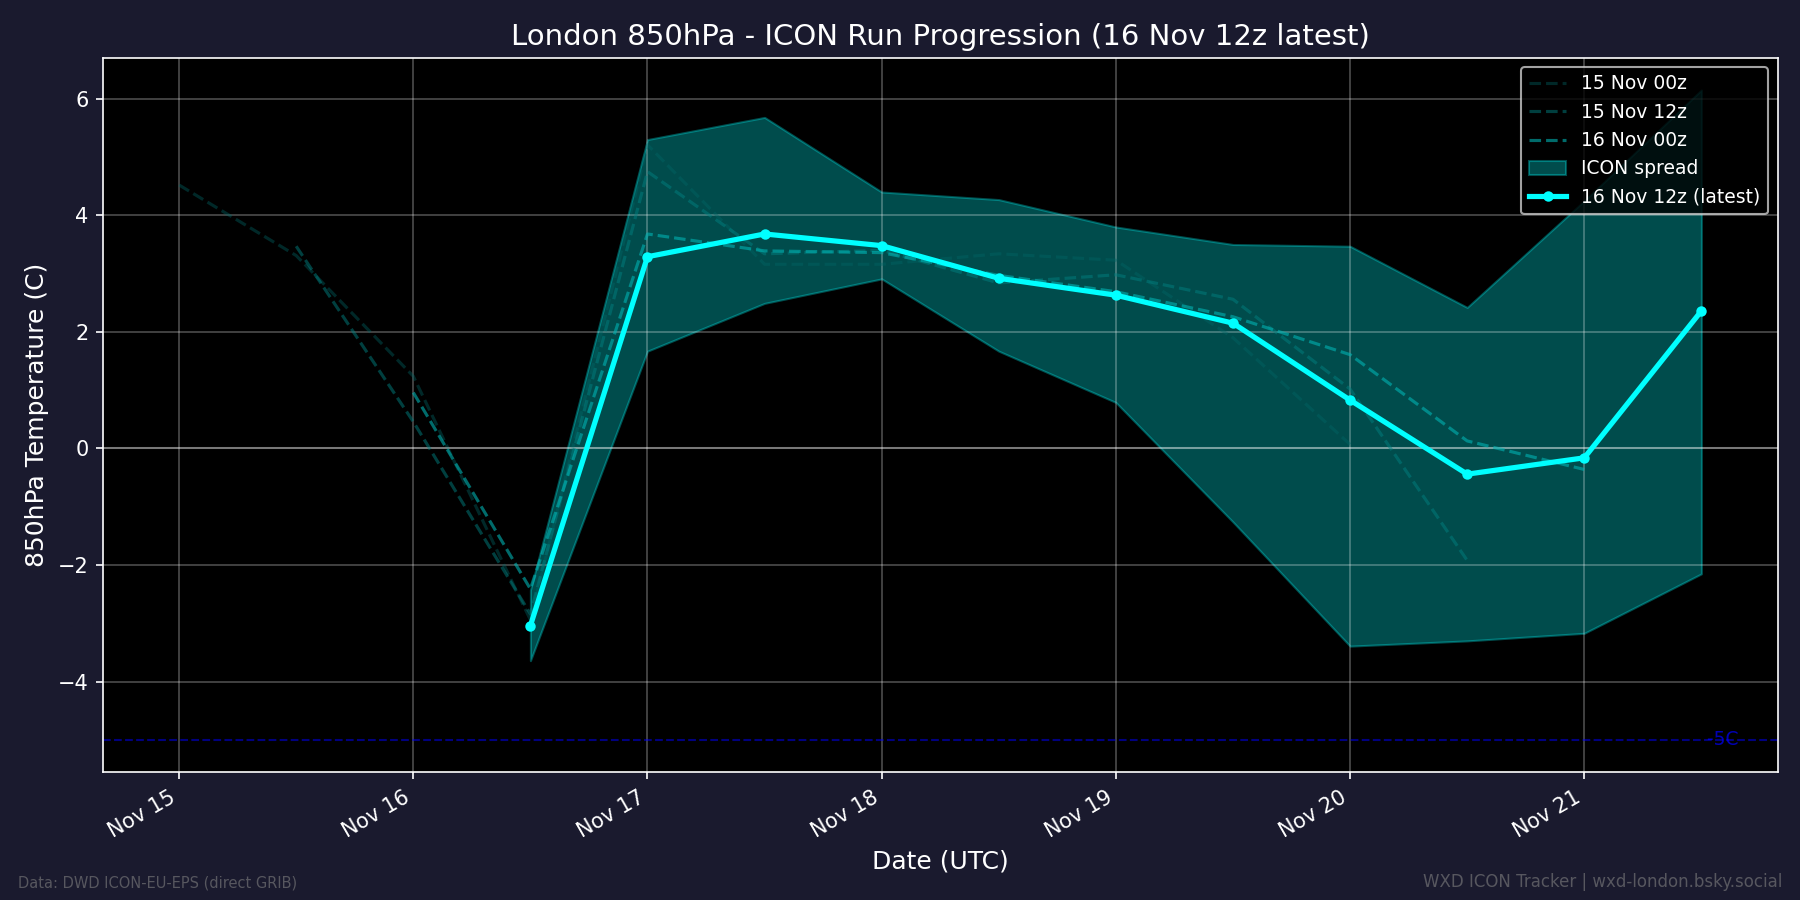 London 850hPa - ICON Run Progression (16 Nov 12z latest)
15 Nov 00z
15 Nov 12z
16 Nov 00z
ICON spread
16 Nov 12z (latest)
850hPa Temperature (C)
6
4
2
0
−2
−4
-5C
Nov 15
Nov 16
Nov 17
Nov 18
Nov 19
Nov 20
Nov 21
Date (UTC)
Data: DWD ICON-EU-EPS (direct GRIB)
WXD ICON Tracker | wxd-london.bsky.social